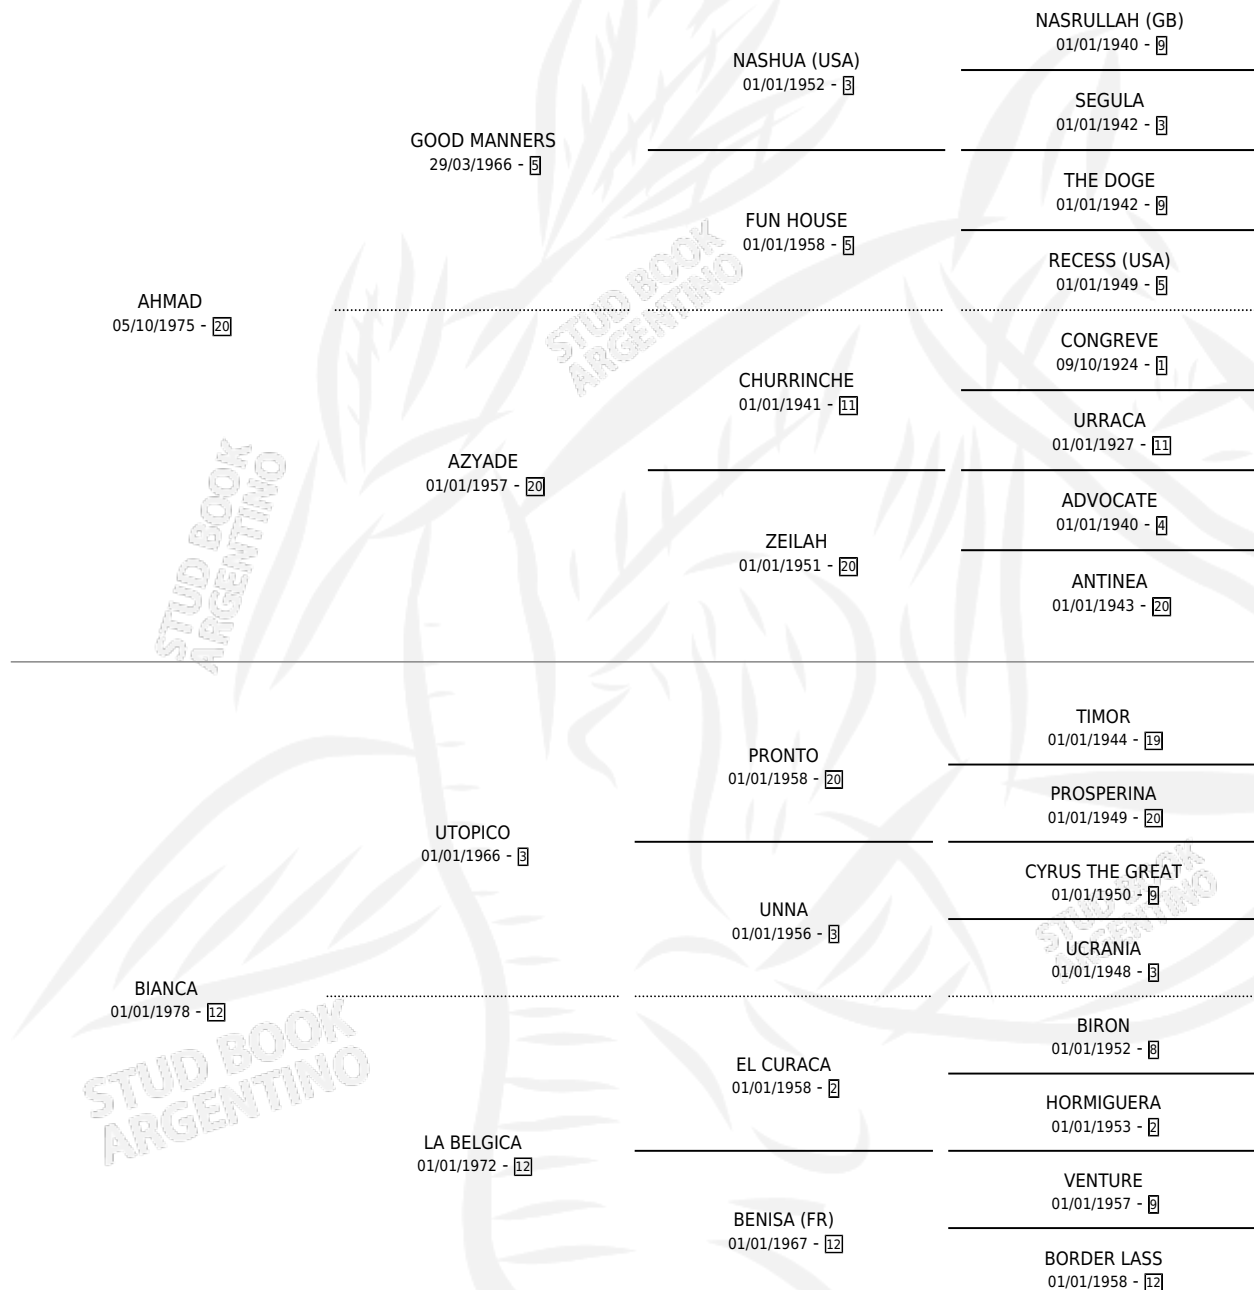 NASRULLAH (GB)
01/01/1940 - 9
NASHUA (USA)
01/01/1952 - 3
SEGULA
01/01/1942 - 3
GOOD MANNERS
29/03/1966 - 5
THE DOGE
01/01/1942 - 9
FUN HOUSE
01/01/1958 - 5
RECESS (USA)
01/01/1949 - 5
AHMAD
05/10/1975 - 20
CONGREVE
09/10/1924 - 1
CHURRINCHE
01/01/1941 - 11
URRACA
01/01/1927 - 11
AZYADE
01/01/1957 - 20
ADVOCATE
01/01/1940 - 4
ZEILAH
01/01/1951 - 20
ANTINEA
01/01/1943 - 20
TIMOR
01/01/1944 - 19
PRONTO
01/01/1958 - 20
PROSPERINA
01/01/1949 - 20
UTOPICO
01/01/1966 - 3
CYRUS THE GREAT
01/01/1950 - 9
UNNA
01/01/1956 - 3
UCRANIA
01/01/1948 - 3
BIANCA
01/01/1978 - 12
BIRON
01/01/1952 - 8
EL CURACA
01/01/1958 - 2
HORMIGUERA
01/01/1953 - 2
LA BELGICA
01/01/1972 - 12
VENTURE
01/01/1957 - 9
BENISA (FR)
01/01/1967 - 12
BORDER LASS
01/01/1958 - 12
STUD BOOK
ARGENTINO
STUD BOOK
ARGENTINO
STUD BOOK
ARGENTINO
STUD BOOK
ARGENTINO